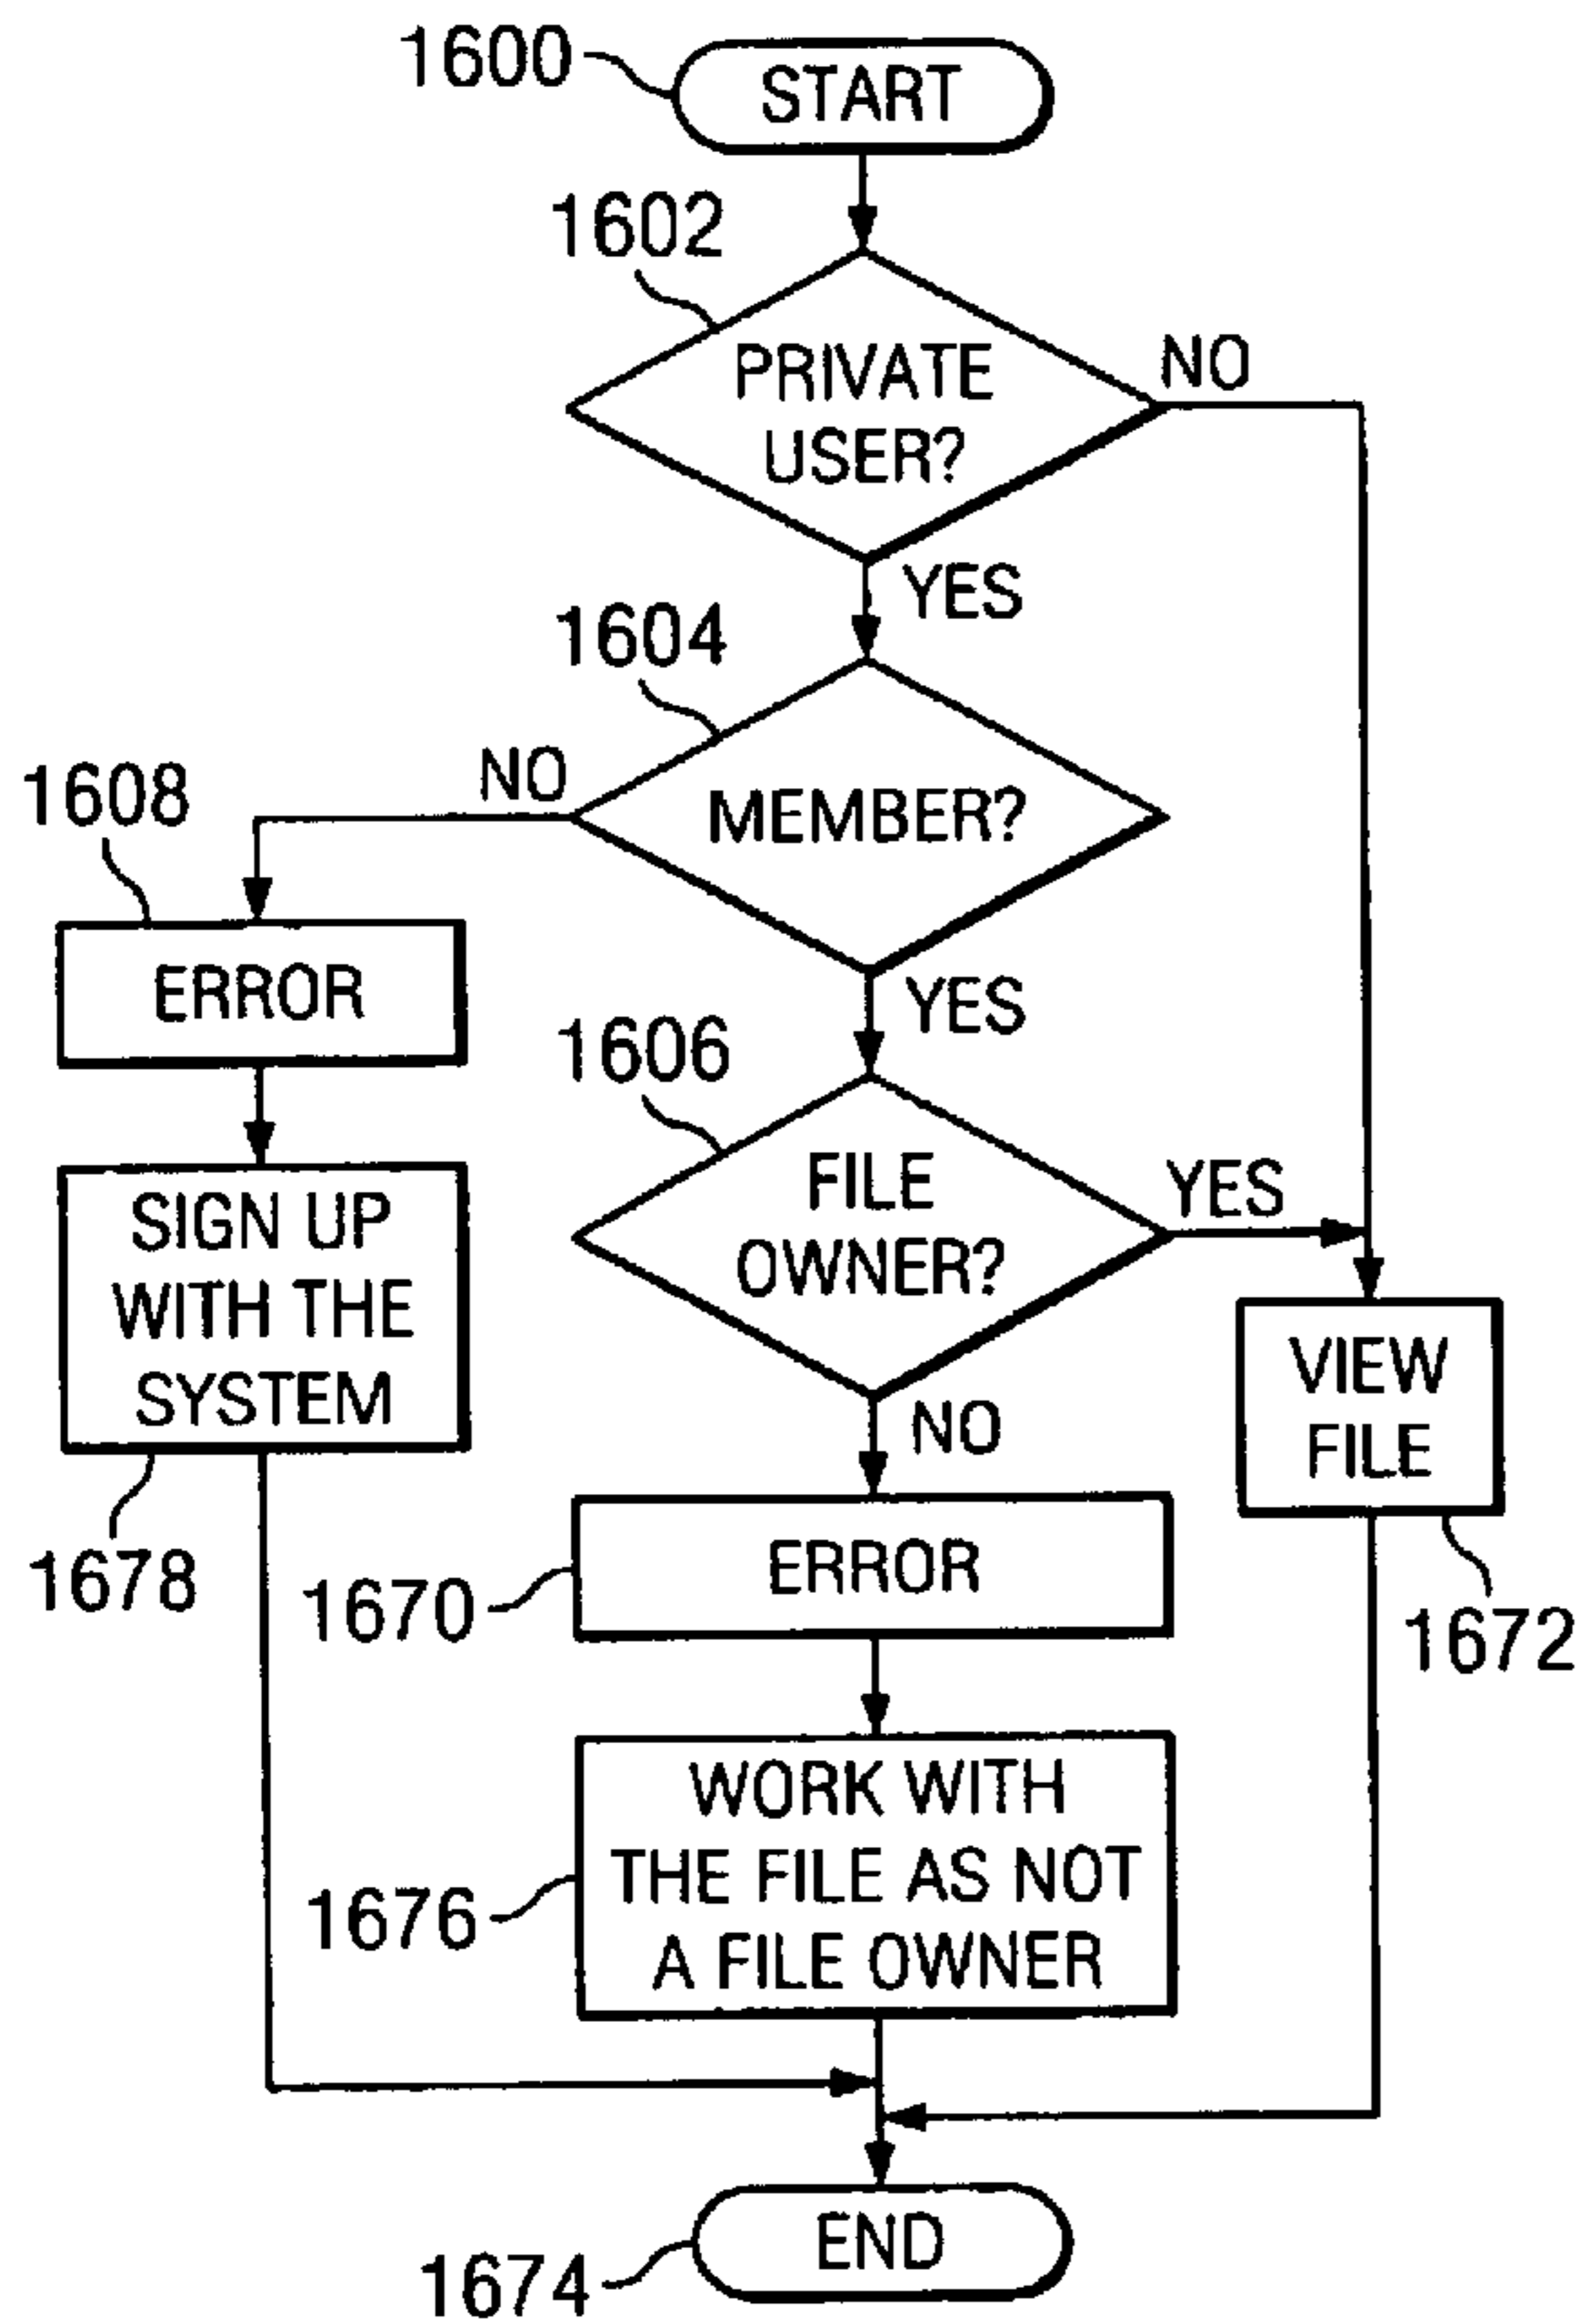 1600
START
1602
PRIVATE
USER?
NO
YES
1604
MEMBER?
NO
1608
ERROR
YES
1606
FILE
OWNER?
YES
SIGN UP
WITH THE
SYSTEM
1678
VIEW
FILE
1672
NO
1670
ERROR
1676
WORK WITH
THE FILE AS NOT
A FILE OWNER
1674
END